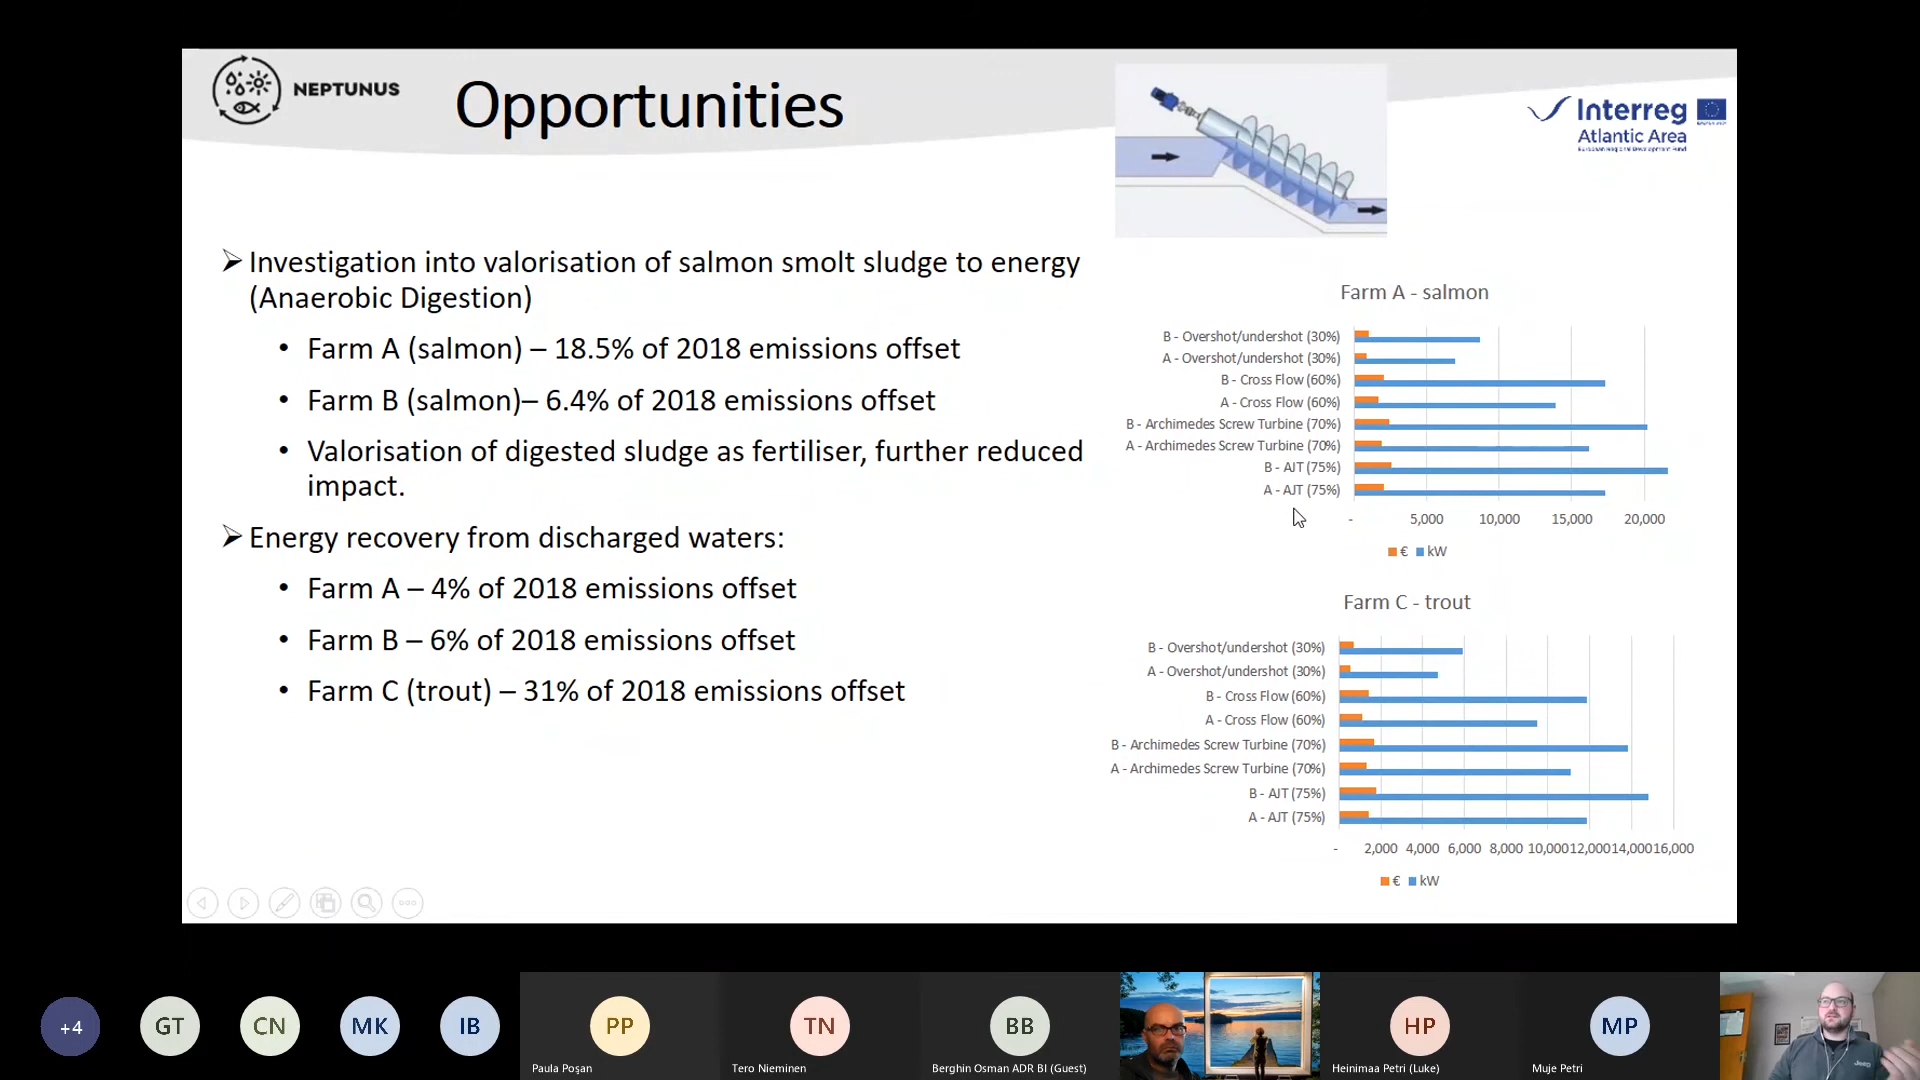 NEPTUNUS
Opportunities
Interreg
Atlantic Area
European Regional Development Fund
➢ Investigation into valorisation of salmon smolt sludge to energy
(Anaerobic Digestion)
• Farm A (salmon) – 18.5% of 2018 emissions offset
• Farm B (salmon)– 6.4% of 2018 emissions offset
• Valorisation of digested sludge as fertiliser, further reduced
impact.
➢ Energy recovery from discharged waters:
• Farm A – 4% of 2018 emissions offset
• Farm B – 6% of 2018 emissions offset
• Farm C (trout) – 31% of 2018 emissions offset
Farm A - salmon
B - Overshot/undershot (30%)
A - Overshot/undershot (30%)
B - Cross Flow (60%)
A - Cross Flow (60%)
B - Archimedes Screw Turbine (70%)
A - Archimedes Screw Turbine (70%)
B - AJT (75%)
A - AJT (75%)
- 5,000 10,000 15,000 20,000
€ kW
Farm C - trout
B - Overshot/undershot (30%)
A - Overshot/undershot (30%)
B - Cross Flow (60%)
A - Cross Flow (60%)
B - Archimedes Screw Turbine (70%)
A - Archimedes Screw Turbine (70%)
B - AJT (75%)
A - AJT (75%)
- 2,000 4,000 6,000 8,000 10,000 12,000 14,000 16,000
€ kW
+4 GT CN MK IB PP TN BB HP MP
Paula Poşan
Tero Nieminen
Berghin Osman ADR BI (Guest)
Heinimaa Petri (Luke)
Muje Petri
Jeep